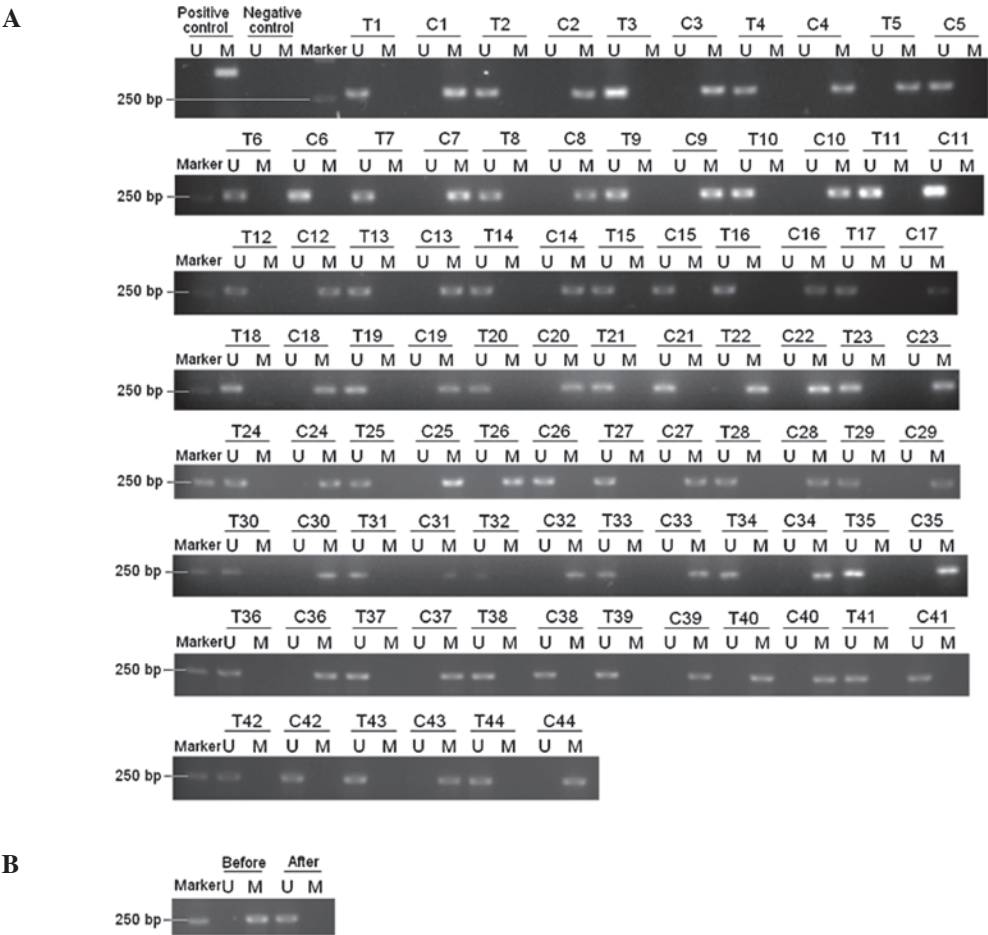 A
Positive control Negative control T1 C1 T2 C2 T3 C3 T4 C4 T5 C5
U M U M Marker U M U M U M U M U M U M U M U M U M U M
250 bp
T6 C6 T7 C7 T8 C8 T9 C9 T10 C10 T11 C11
Marker U M U M U M U M U M U M U M U M U M U M U M U M
250 bp
T12 C12 T13 C13 T14 C14 T15 C15 T16 C16 T17 C17
Marker U M U M U M U M U M U M U M U M U M U M U M U M
250 bp
T18 C18 T19 C19 T20 C20 T21 C21 T22 C22 T23 C23
Marker U M U M U M U M U M U M U M U M U M U M U M U M
250 bp
T24 C24 T25 C25 T26 C26 T27 C27 T28 C28 T29 C29
Marker U M U M U M U M U M U M U M U M U M U M U M U M
250 bp
T30 C30 T31 C31 T32 C32 T33 C33 T34 C34 T35 C35
Marker U M U M U M U M U M U M U M U M U M U M U M U M
250 bp
T36 C36 T37 C37 T38 C38 T39 C39 T40 C40 T41 C41
Marker U M U M U M U M U M U M U M U M U M U M U M U M
250 bp
T42 C42 T43 C43 T44 C44
Marker U M U M U M U M U M U M
250 bp
B
Before After
Marker U M U M
250 bp